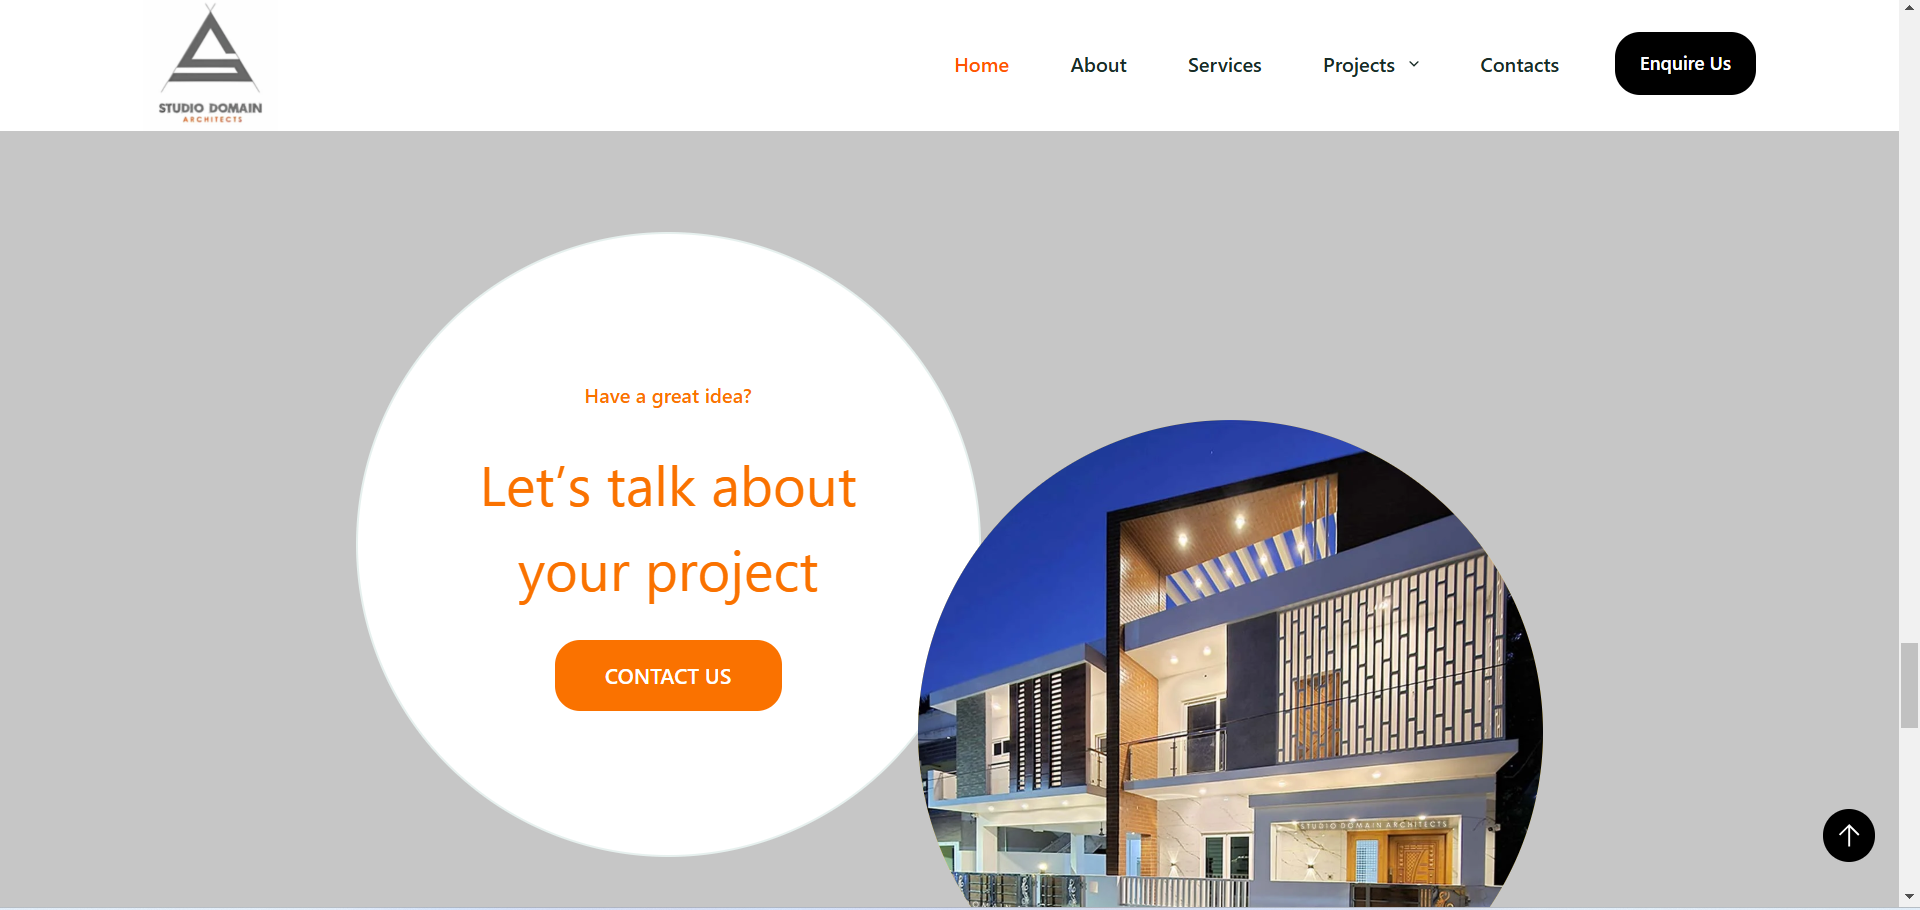 STUDIO DOMAIN
ARCHITECTS
Home
About
Services
Projects
Contacts
Enquire Us
Have a great idea?
Let’s talk about
your project
CONTACT US
STUDIO DOMAIN ARCHITECTS